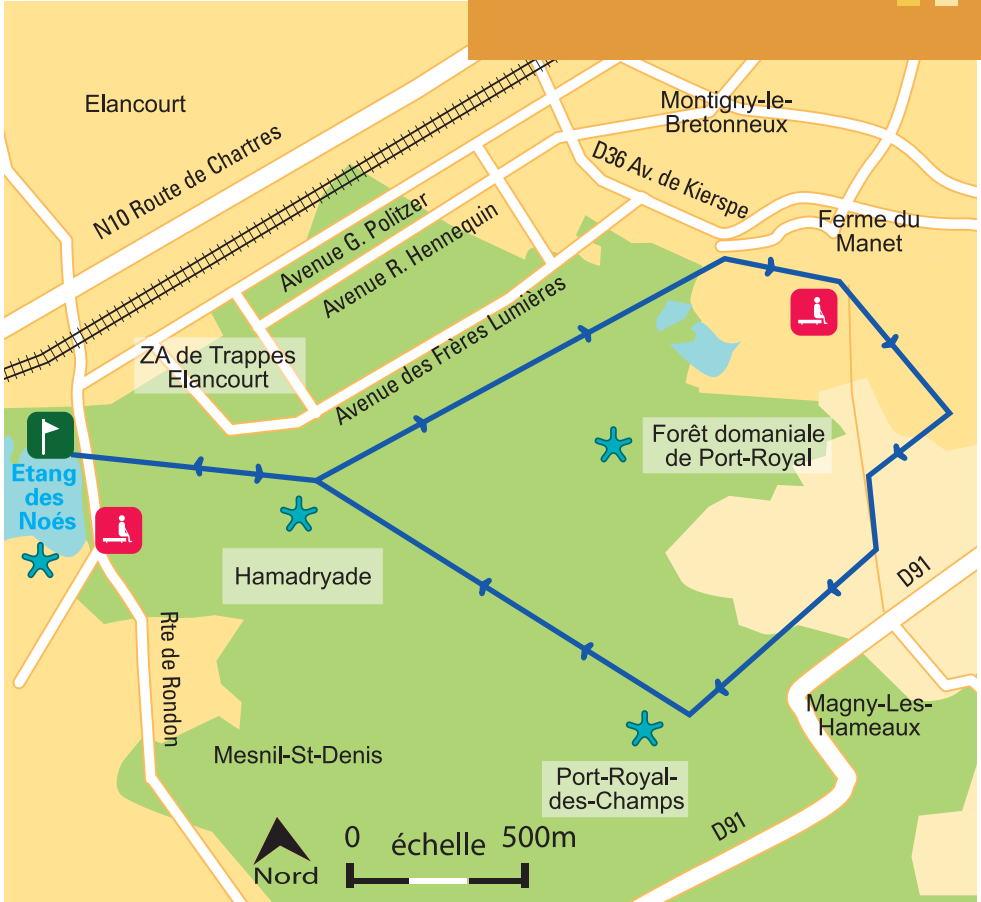 Elancourt
N10 Route de Chartres
Montigny-le-
Bretonneux
D36 Av. de Kierspe
Ferme du
Manet
Avenue G. Politzer
Avenue R. Hennequin
Avenue des Frères Lumières
ZA de Trappes
Elancourt
Forêt domaniale
de Port-Royal
Etang
des
Noés
Hamadryade
D91
Rte de Rondon
Magny-Les-
Hameaux
Mesnil-St-Denis
Port-Royal-
des-Champs
D91
Nord
0 échelle 500m